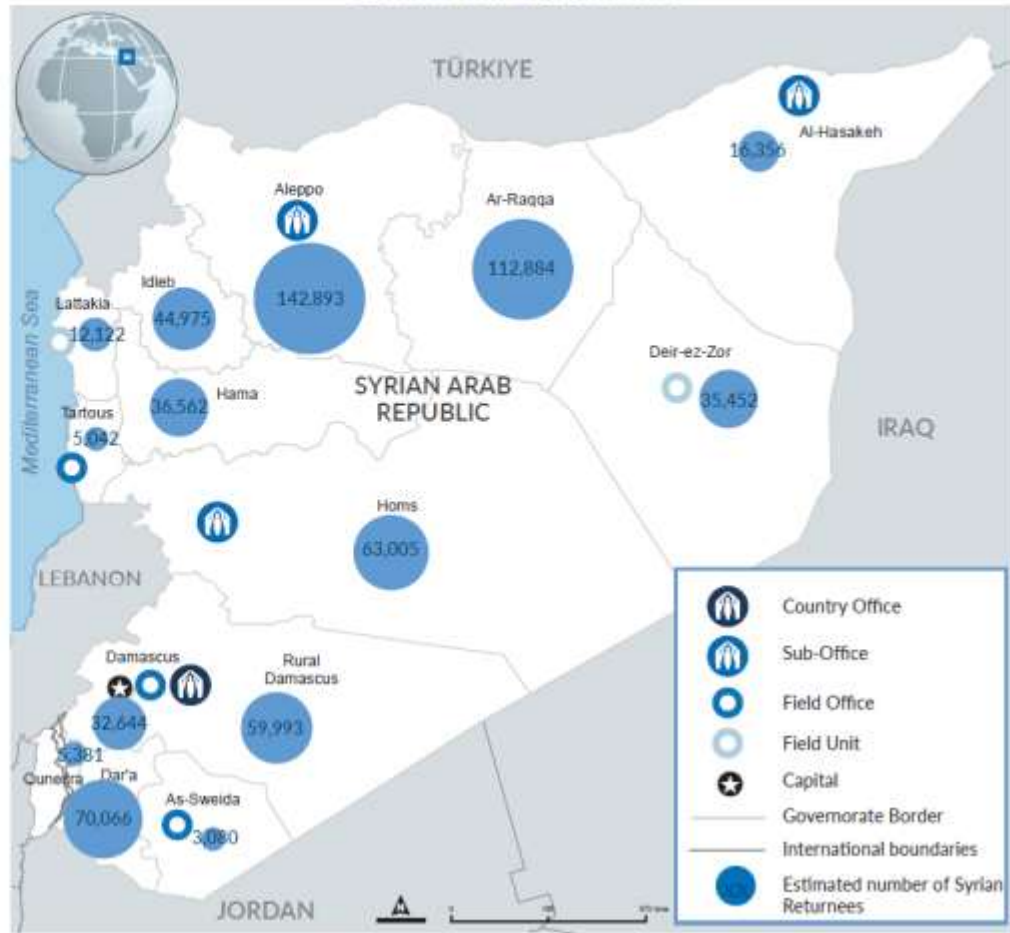 TÜRKİYE
Al-Hasakeh
16,356
Aleppo
Ar-Raqqa
112,884
142,893
Idleb
44,975
Lattakia
12,122
Mediterranean Sea
Deir-ez-Zor
35,452
SYRIAN ARAB
REPUBLIC
Hama
36,562
Tartous
5,042
IRAQ
Homs
63,005
LEBANON
Damascus
32,644
Rural
Damascus
59,993
5,381
Quneitra
Dar'a
70,066
As-Sweida
3,080
JORDAN
0
Country Office
Sub-Office
Field Office
Field Unit
Capital
Governorate Border
International boundaries
Estimated number of Syrian
Returnees